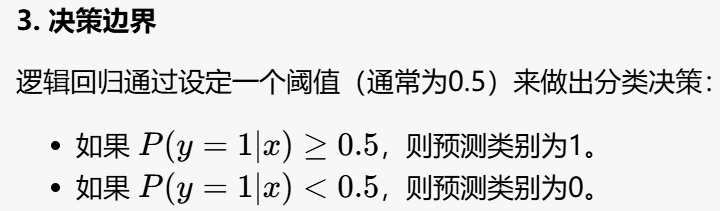 3. 决策边界
逻辑回归通过设定一个阈值（通常为0.5）来做出分类决策：
• 如果 P(y = 1|x) ≥ 0.5，则预测类别为1。
• 如果 P(y = 1|x) < 0.5，则预测类别为0。